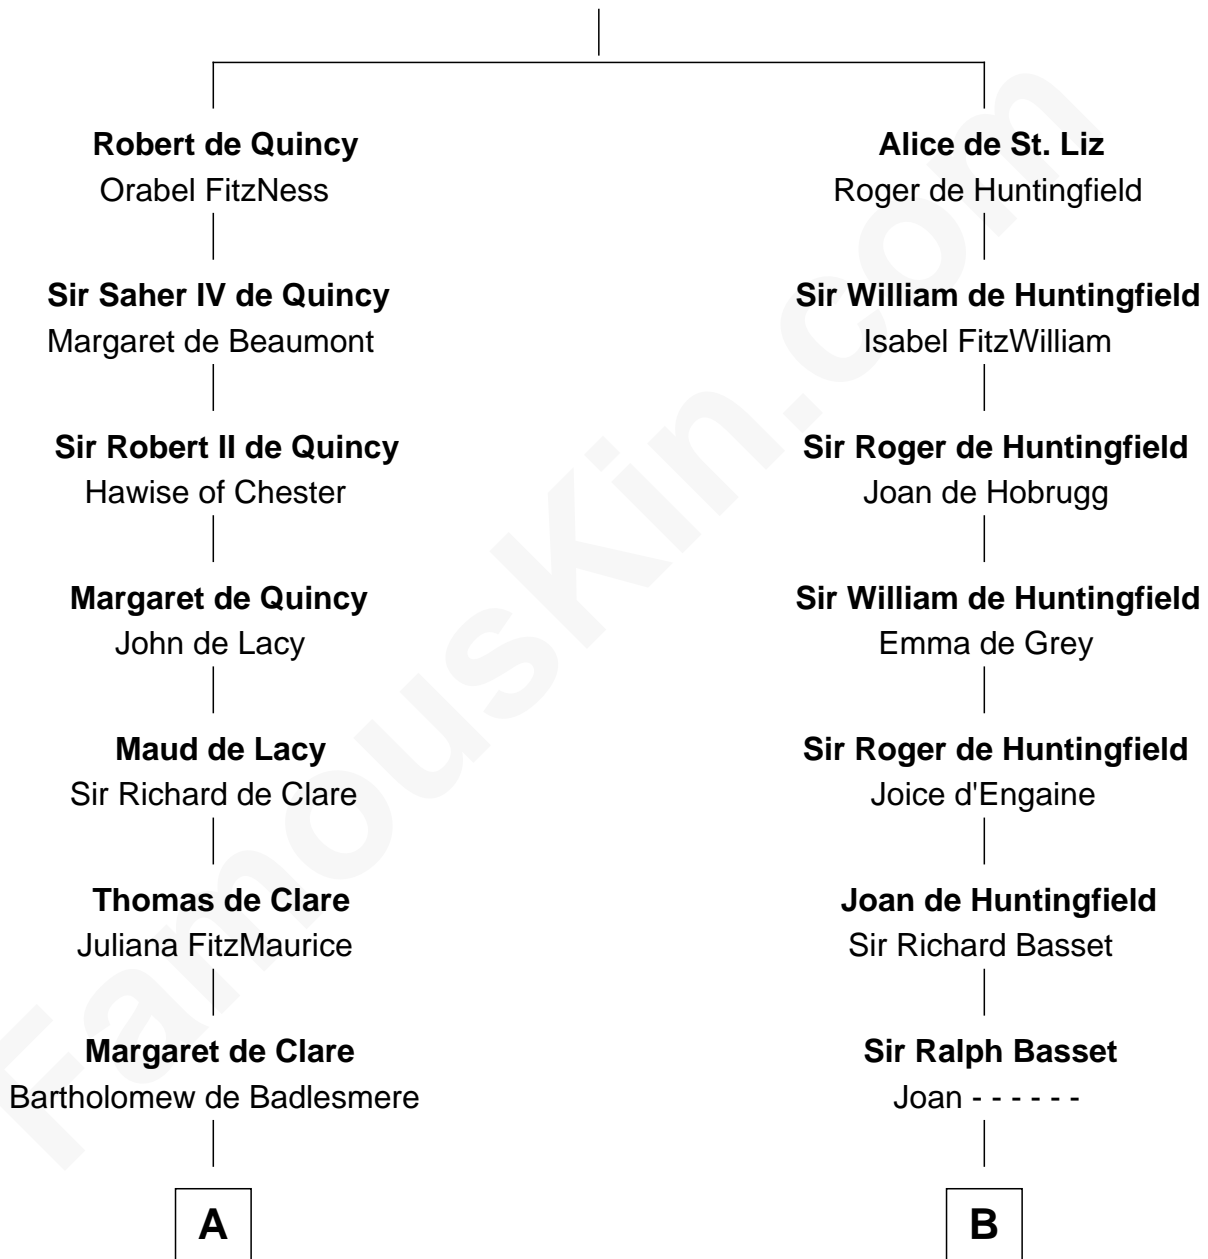 Robert de Quincy
Orabel FitzNess
Sir Saher IV de Quincy
Margaret de Beaumont
Sir Robert II de Quincy
Hawise of Chester
Margaret de Quincy
John de Lacy
Maud de Lacy
Sir Richard de Clare
Thomas de Clare
Juliana FitzMaurice
Margaret de Clare
Bartholomew de Badlesmere
A
Alice de St. Liz
Roger de Huntingfield
Sir William de Huntingfield
Isabel FitzWilliam
Sir Roger de Huntingfield
Joan de Hobrugg
Sir William de Huntingfield
Emma de Grey
Sir Roger de Huntingfield
Joice d'Engaine
Joan de Huntingfield
Sir Richard Basset
Sir Ralph Basset
Joan - - - - - -
B
FamousKin.com